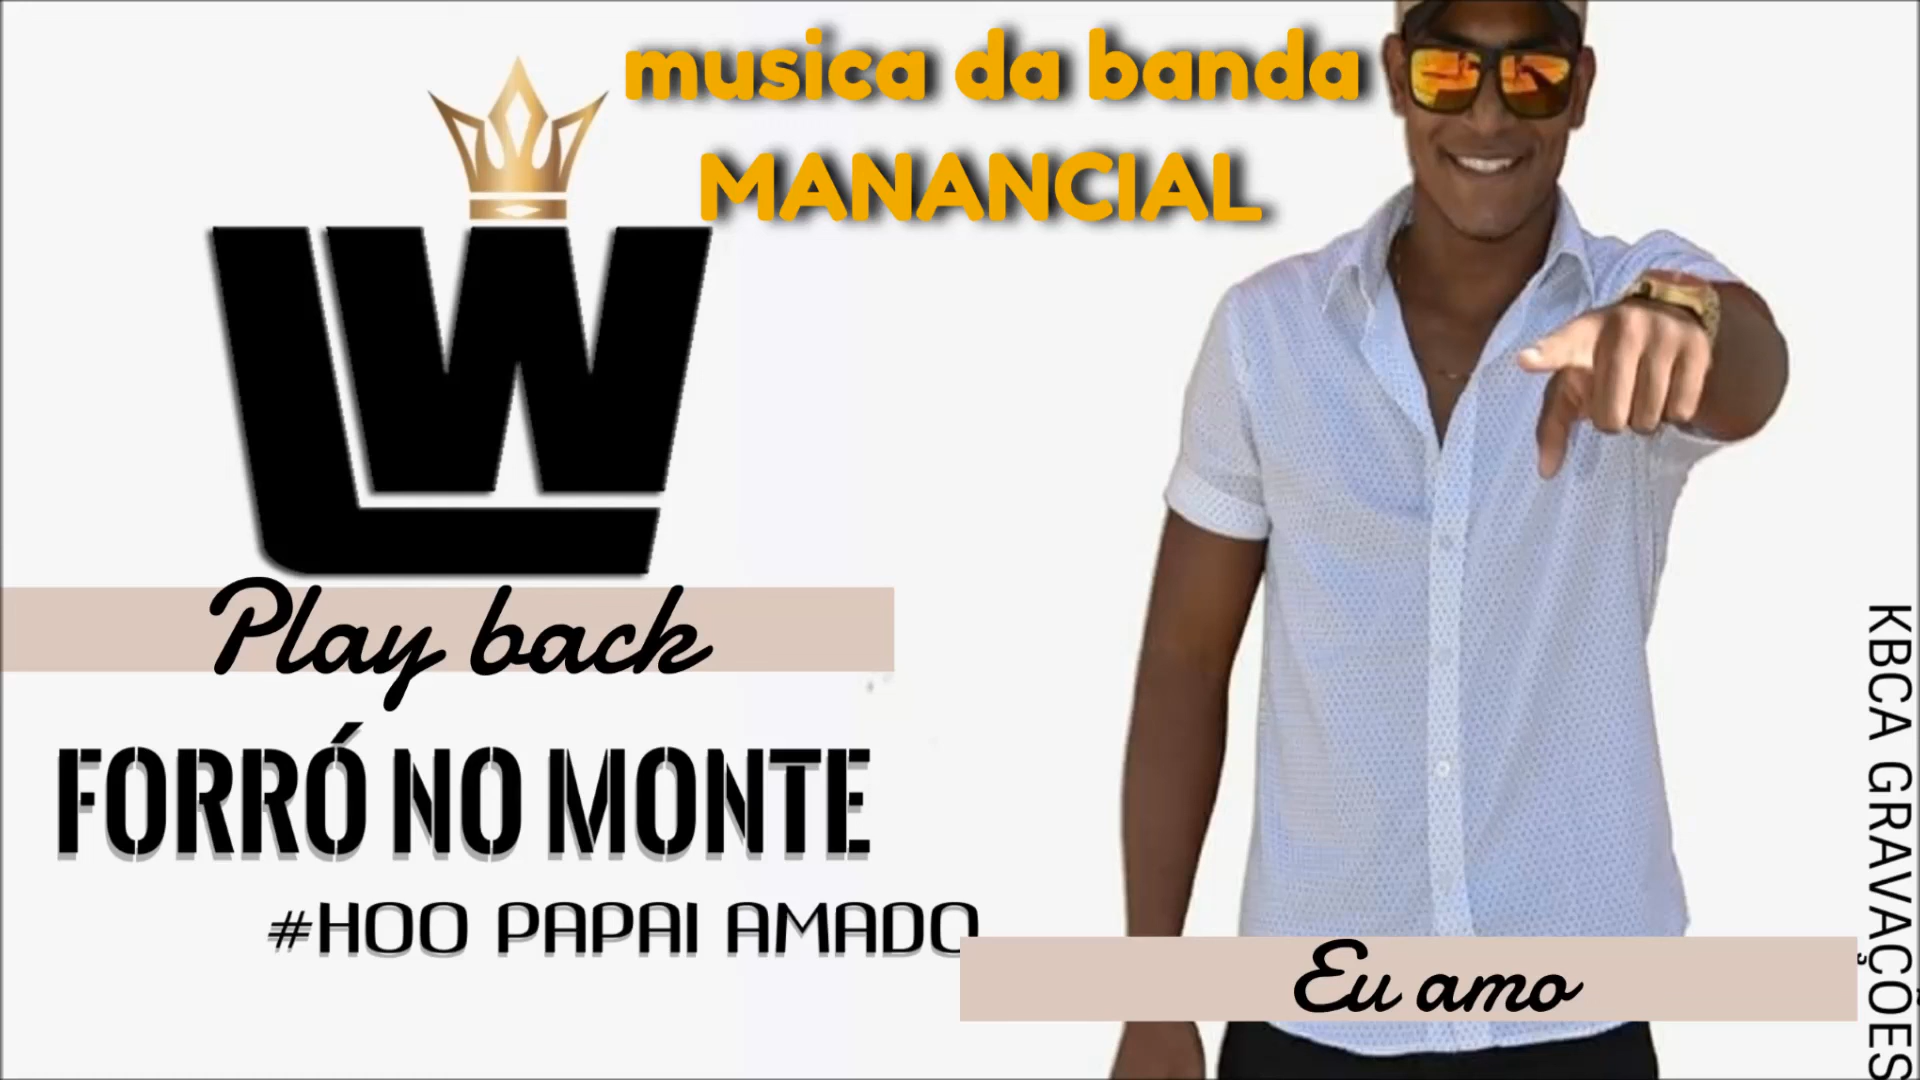 musica da banda
MANANCIAL
LW
Play back
FORRÓ NO MONTE
#HOO PAPAI AMADO
Eu amo
KBCA GRAVAÇÕES